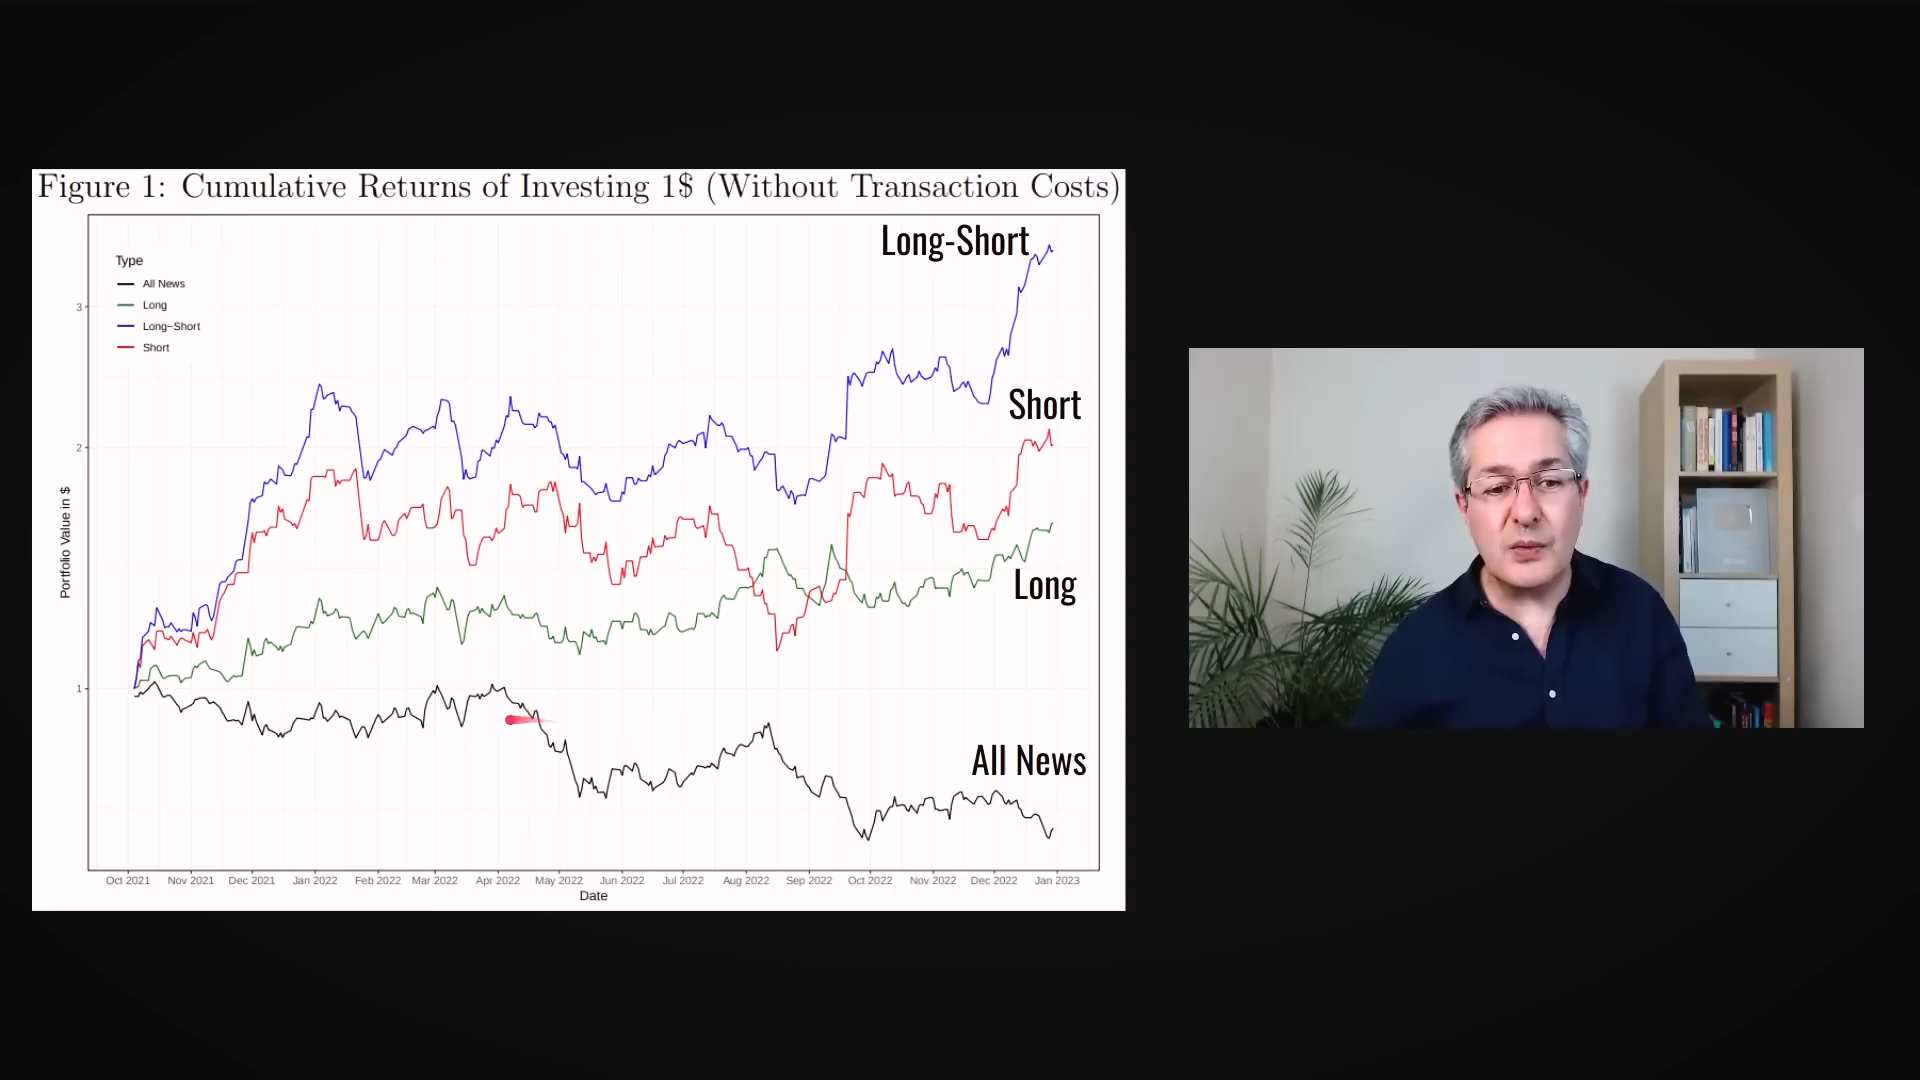 Figure 1: Cumulative Returns of Investing 1$ (Without Transaction Costs)
Long-Short
Type
All News
Long
Long−Short
Short
3
Short
2
Portfolio Value in $
Long
1
All News
Oct 2021 Nov 2021 Dec 2021 Jan 2022 Feb 2022 Mar 2022 Apr 2022 May 2022 Jun 2022 Jul 2022 Aug 2022 Sep 2022 Oct 2022 Nov 2022 Dec 2022 Jan 2023
Date